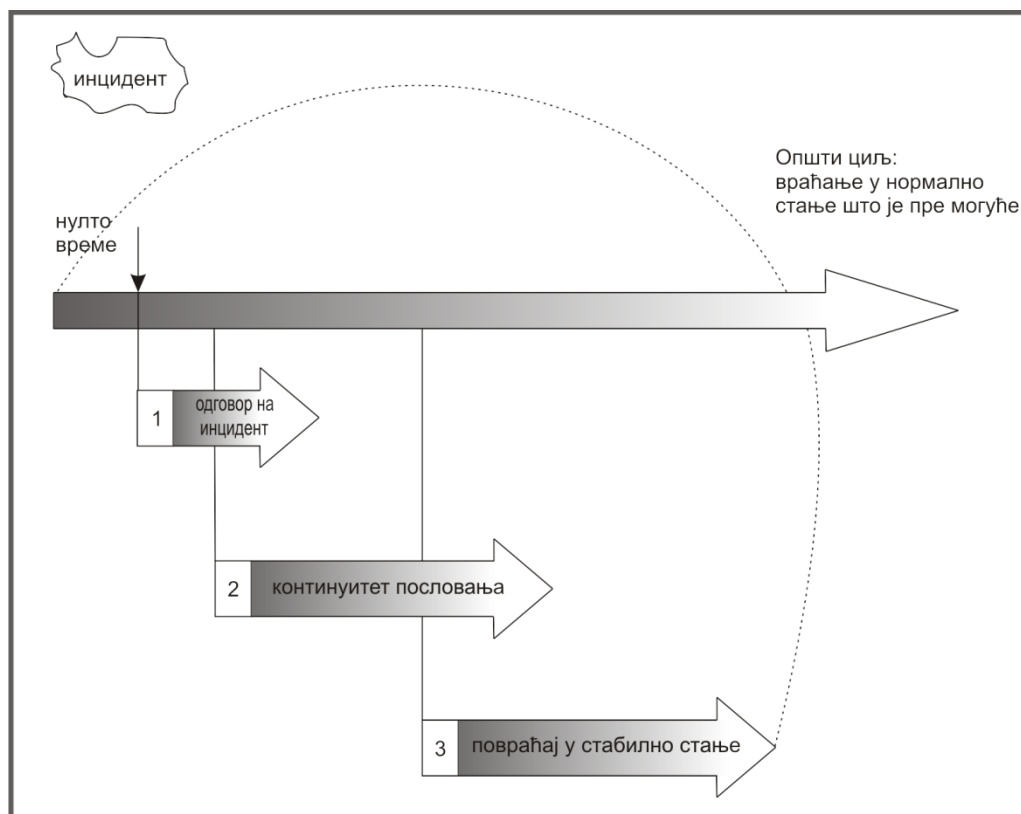 инцидент
Општи циљ:
враћање у нормално
стање што је пре могуће
нулто
време
1
одговор на
инцидент
2
континуитет пословања
3
повраћај у стабилно стање